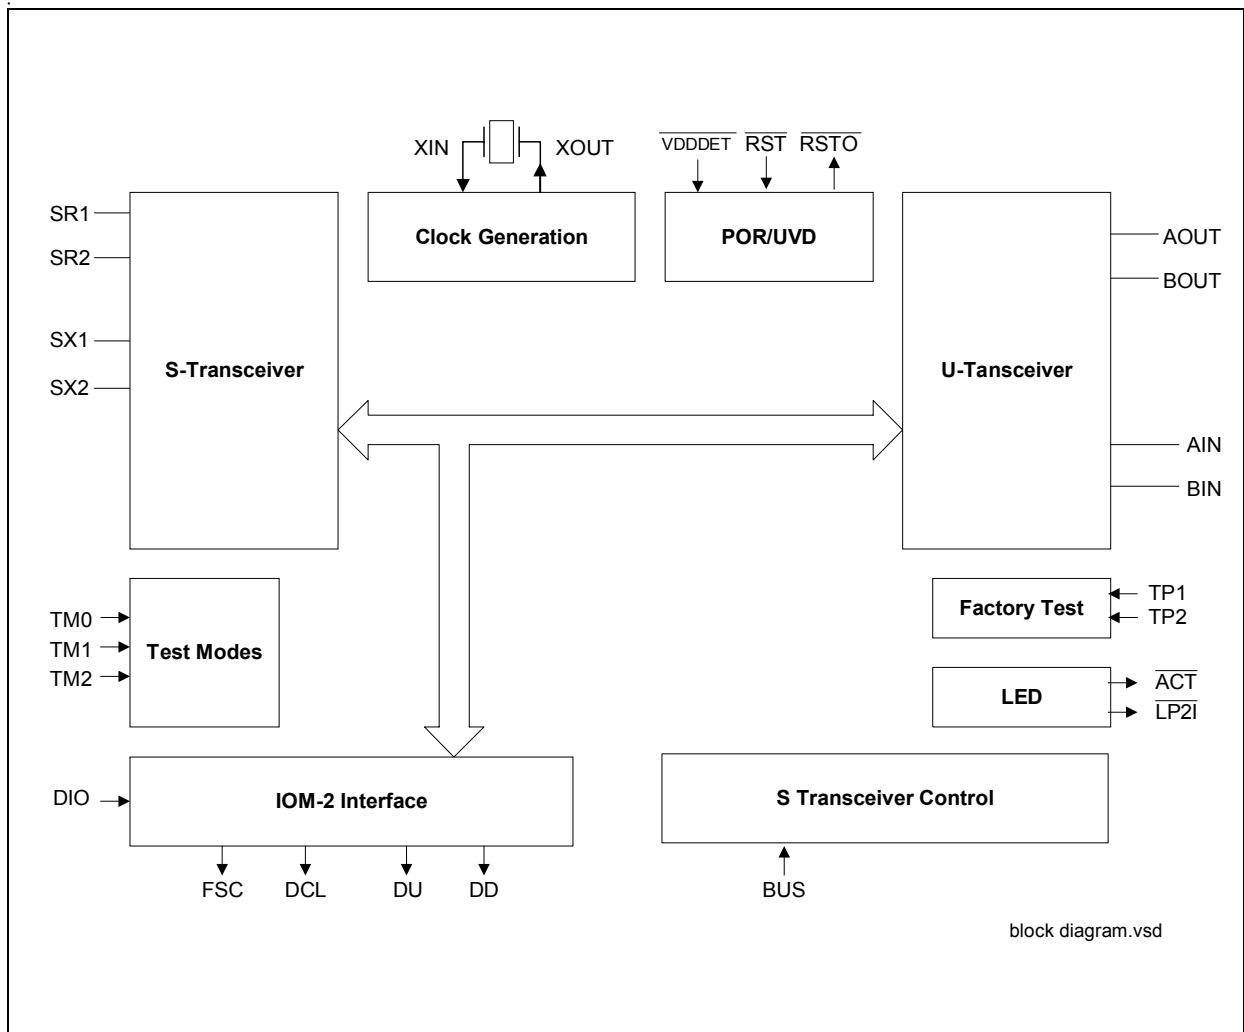 XIN
XOUT
VDDDET
RST
RSTO
SR1
SR2
SX1
SX2
S-Transceiver
Clock Generation
POR/UVD
U-Tansceiver
AOUT
BOUT
AIN
BIN
TM0
TM1
TM2
Test Modes
Factory Test
TP1
TP2
LED
ACT
LP2I
DIO
IOM-2 Interface
S Transceiver Control
FSC
DCL
DU
DD
BUS
block diagram.vsd